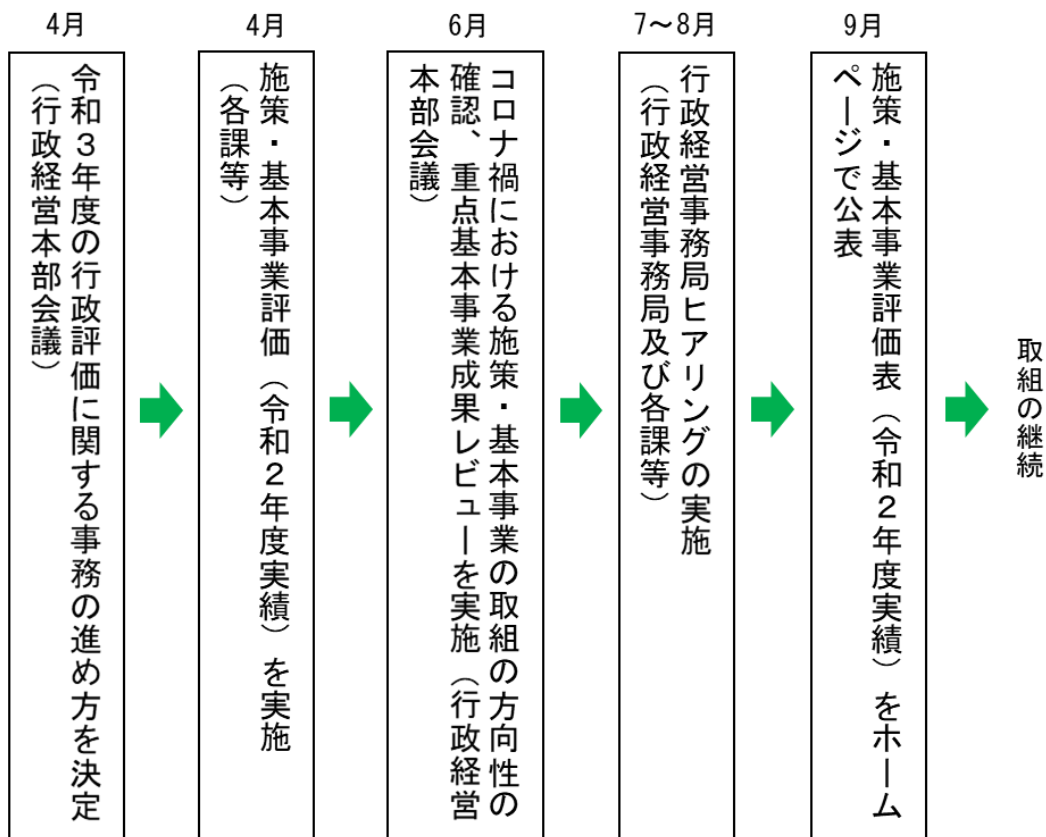 4月
令和3年度の行政評価に関する事務の進め方を決定
（行政経営本部会議）
4月
施策・基本事業評価（令和2年度実績）を実施
（各課等）
6月
コロナ禍における施策・基本事業の取組の方向性の
確認、重点基本事業成果レビューを実施（行政経営
本部会議）
7～8月
行政経営事務局ヒアリングの実施
（行政経営事務局及び各課等）
9月
施策・基本事業評価表（令和2年度実績）をホーム
ページで公表
取組の継続